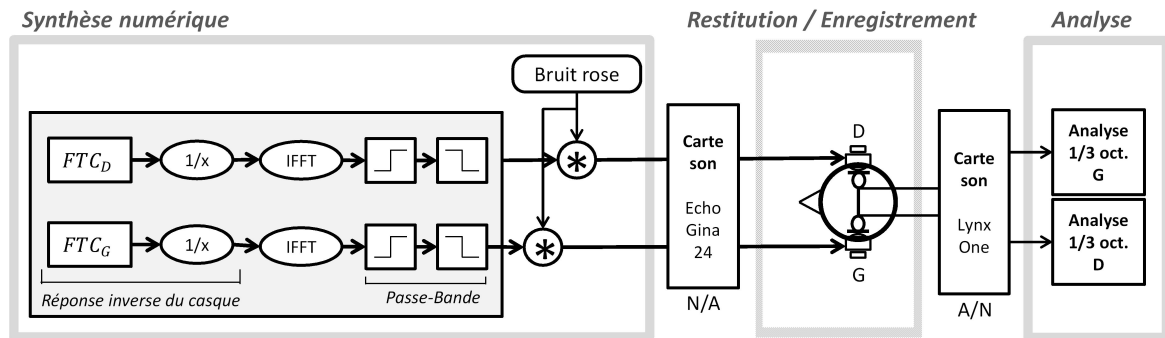 Synthèse numérique
Restitution / Enregistrement
Analyse
Bruit rose
FTC_D
1/x
IFFT
*
Carte
son
Echo
Gina
24
N/A
D
Carte
son
Lynx
One
A/N
Analyse
1/3 oct.
G
FTC_G
1/x
IFFT
*
G
Analyse
1/3 oct.
D
Réponse inverse du casque
Passe-Bande